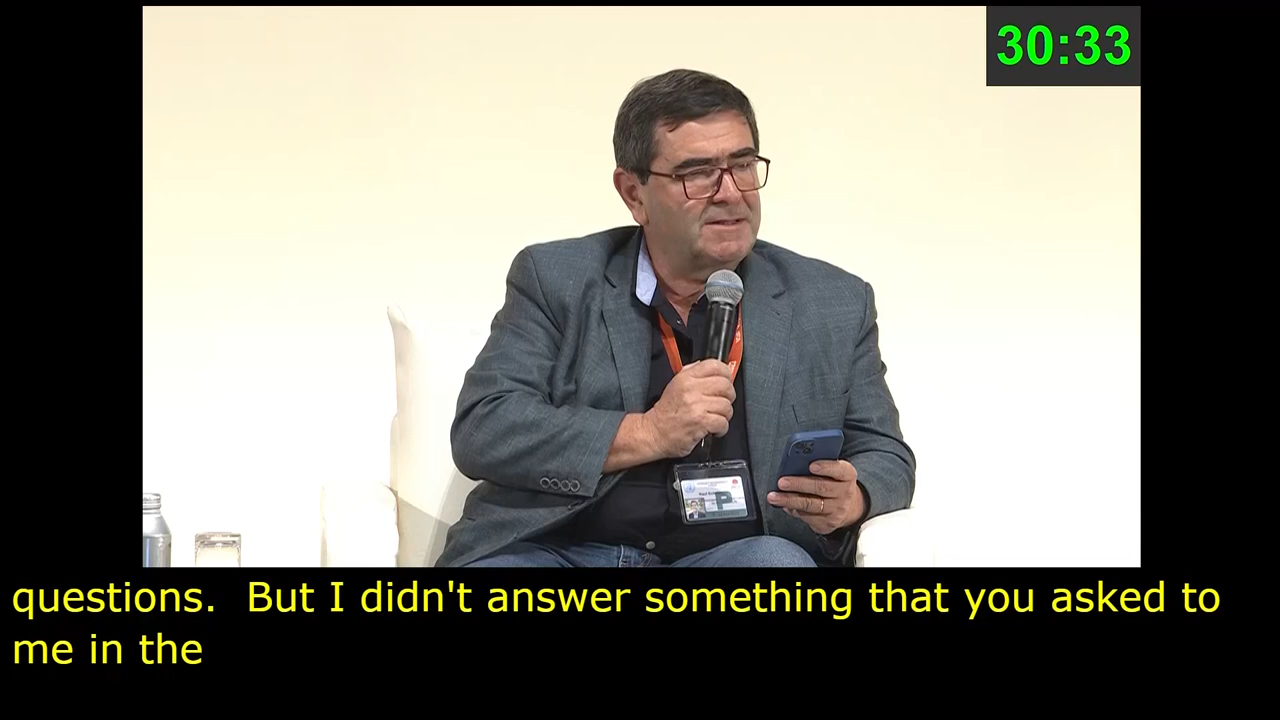 30:33
P
questions.  But I didn't answer something that you asked to
me in the